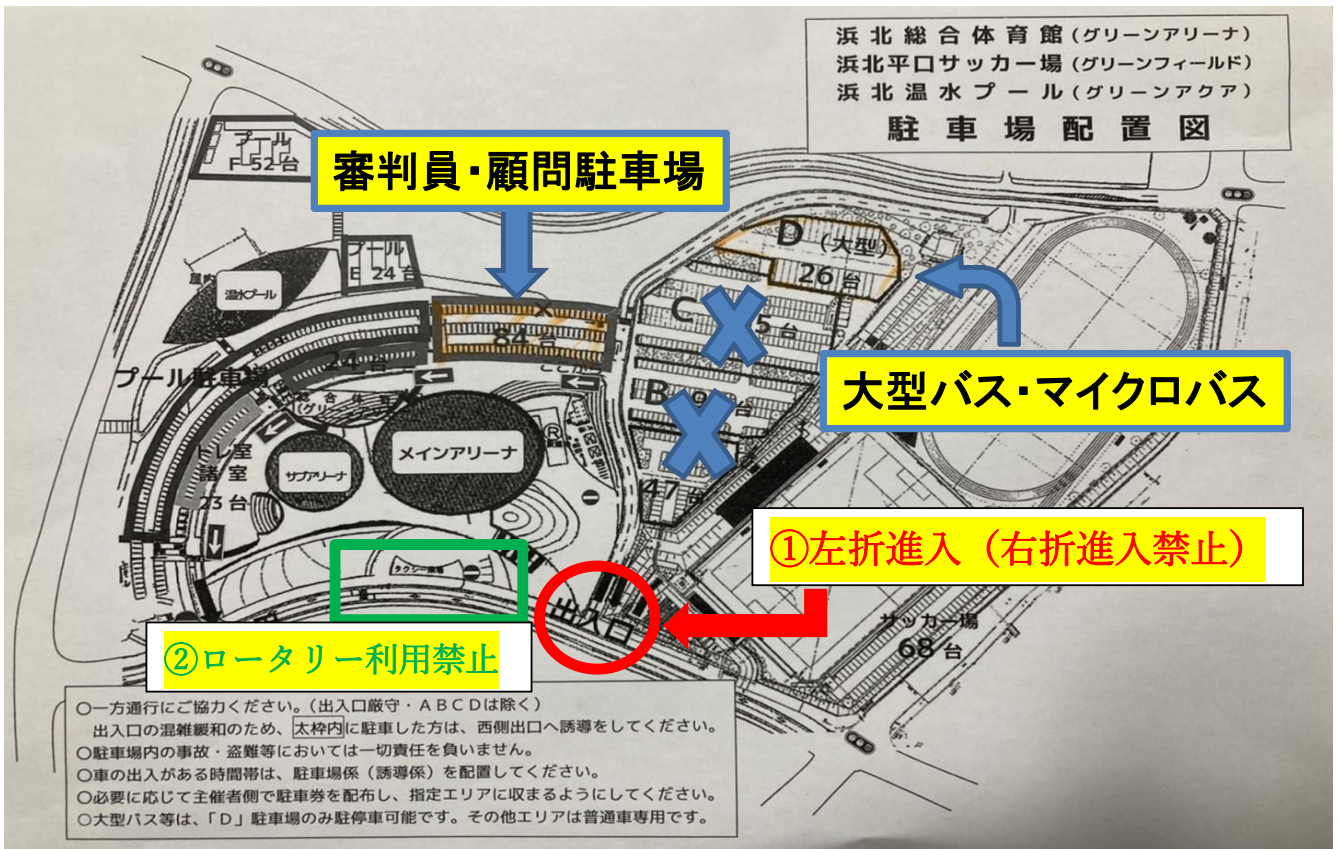 浜北総合体育館(グリーンアリーナ)
浜北平口サッカー場(グリーンフィールド)
浜北温水プール(グリーンアクア)
駐車場配置図
プール
F 52台
審判員・顧問駐車場
プール
E 24台
D(大型)
26台
温水プール
C
5台
84台
24台
大型バス・マイクロバス
プール駐車場
B
台
メインアリーナ
サブアリーナ
トレ室
諸室
23台
47台
①左折進入(右折進入禁止)
タクシー乗場
出入口
サッカー場
68台
②ロータリー利用禁止
○一方通行にご協力ください。(出入口厳守・ABCDは除く)
出入口の混雑緩和のため、太枠内に駐車した方は、西側出口へ誘導をしてください。
○駐車場内の事故・盗難等においては一切責任を負いません。
○車の出入がある時間帯は、駐車場係(誘導係)を配置してください。
○必要に応じて主催者側で駐車券を配布し、指定エリアに収まるようにしてください。
○大型バス等は、「D」駐車場のみ駐停車可能です。その他エリアは普通車専用です。